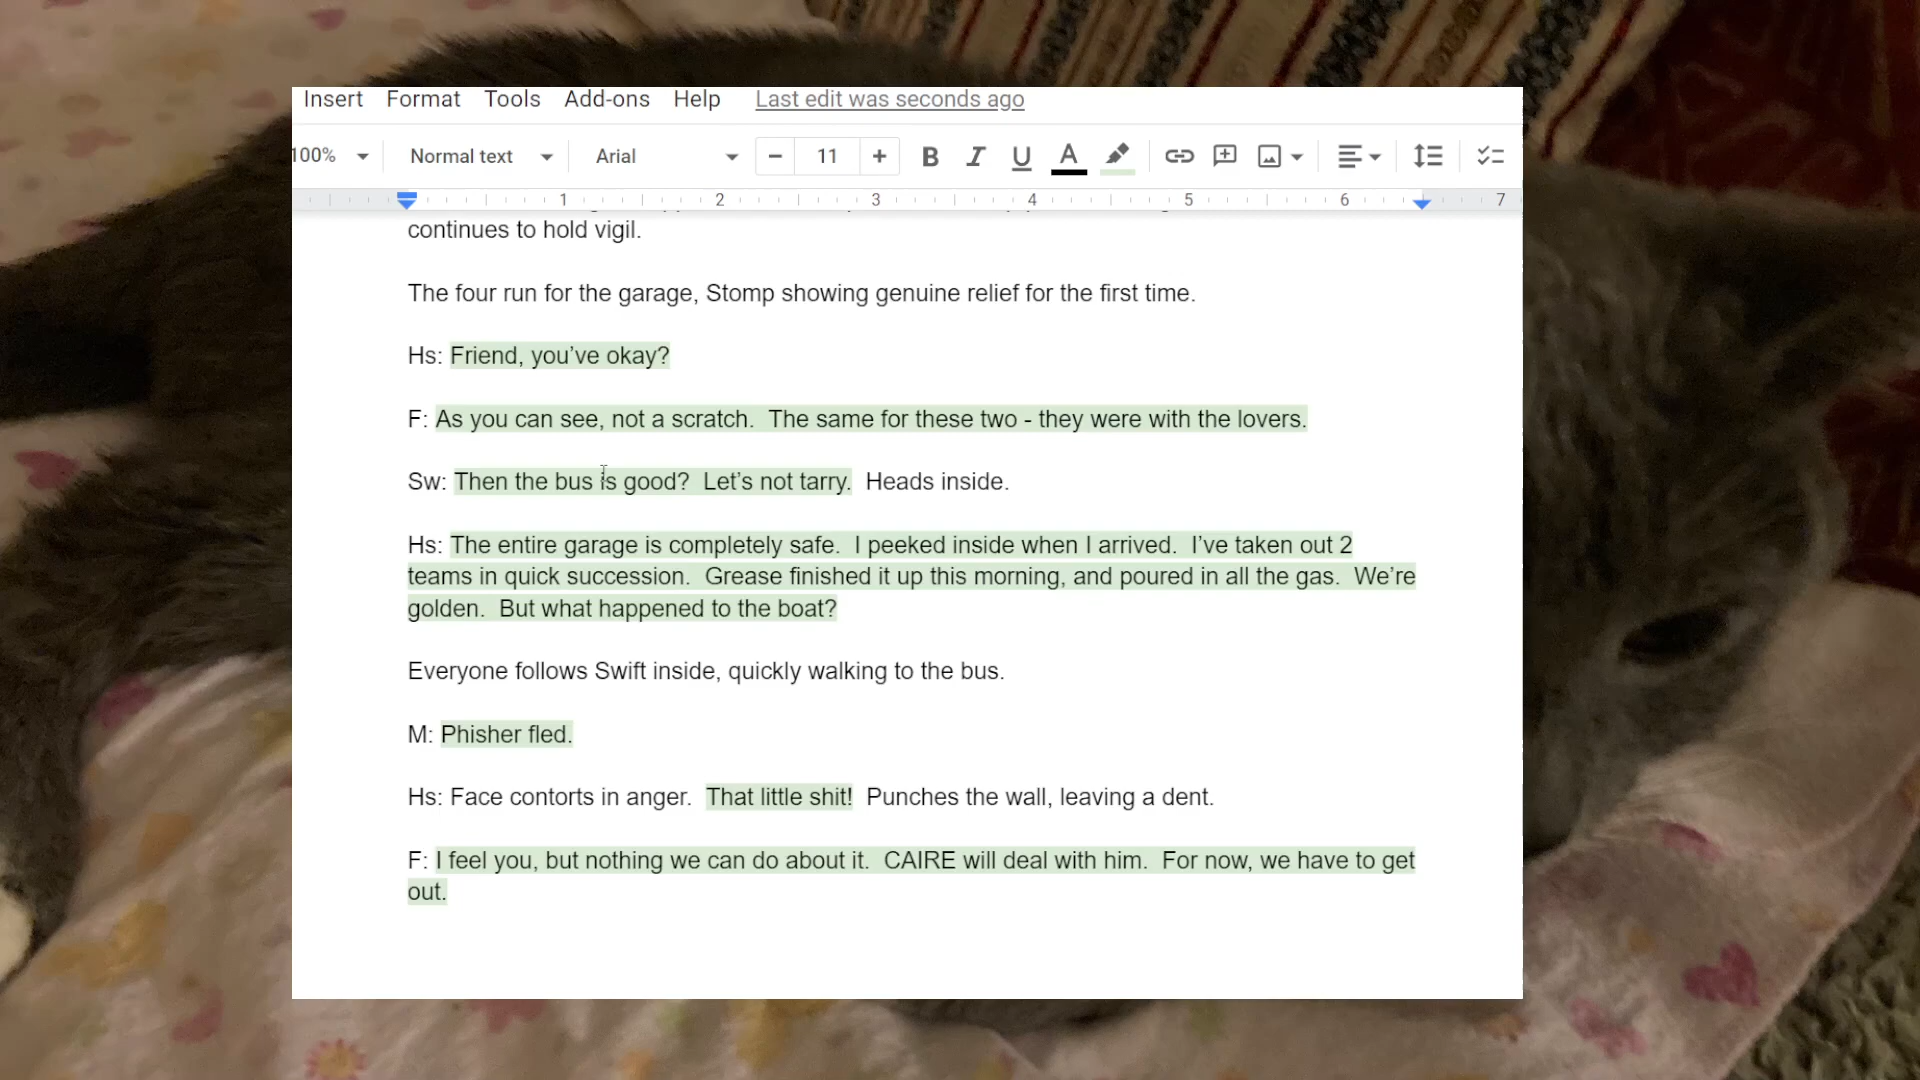 Insert Format Tools Add-ons Help Last edit was seconds ago
100% Normal text Arial 11 B I U A
1 2 3 4 5 6 7
continues to hold vigil.
The four run for the garage, Stomp showing genuine relief for the first time.
Hs: Friend, you’ve okay?
F: As you can see, not a scratch.  The same for these two - they were with the lovers.
Sw: Then the bus is good?  Let’s not tarry.  Heads inside.
Hs: The entire garage is completely safe.  I peeked inside when I arrived.  I’ve taken out 2
teams in quick succession.  Grease finished it up this morning, and poured in all the gas.  We’re
golden.  But what happened to the boat?
Everyone follows Swift inside, quickly walking to the bus.
M: Phisher fled.
Hs: Face contorts in anger.  That little shit!  Punches the wall, leaving a dent.
F: I feel you, but nothing we can do about it.  CAIRE will deal with him.  For now, we have to get
out.